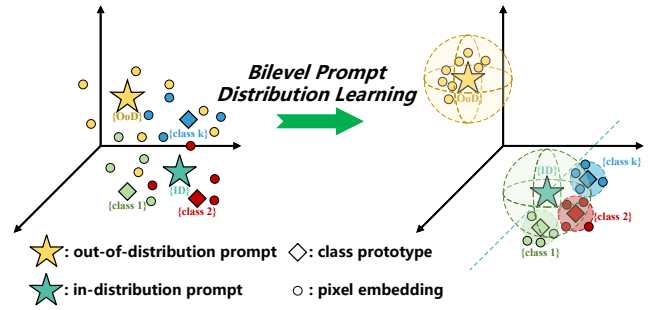 Bilevel Prompt
Distribution Learning
{OoD}
{class k}
{ID}
{class 1}
{class 2}
{OoD}
{ID}
{class k}
{class 2}
{class 1}
: out-of-distribution prompt
: class prototype
: in-distribution prompt
: pixel embedding